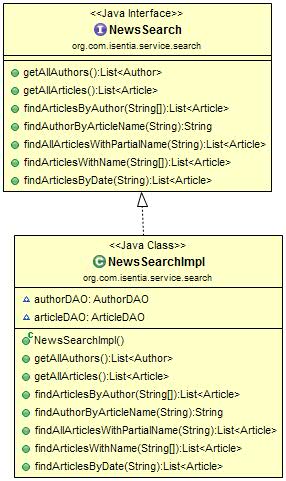 <<Java Interface>>
NewsSearch
org.com.isentia.service.search
getAllAuthors():List<Author>
getAllArticles():List<Article>
findArticlesByAuthor(String[]):List<Article>
findAuthorByArticleName(String):String
findAllArticlesWithPartialName(String):List<Article>
findArticlesWithName(String[]):List<Article>
findArticlesByDate(String):List<Article>
<<Java Class>>
NewsSearchImpl
org.com.isentia.service.search
authorDAO: AuthorDAO
articleDAO: ArticleDAO
NewsSearchImpl()
getAllAuthors():List<Author>
getAllArticles():List<Article>
findArticlesByAuthor(String[]):List<Article>
findAuthorByArticleName(String):String
findAllArticlesWithPartialName(String):List<Article>
findArticlesWithName(String[]):List<Article>
findArticlesByDate(String):List<Article>